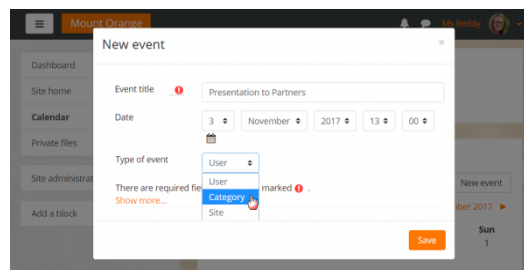 Mount Orange
Ms Reddy
New event ×
Dashboard
Site home
Calendar
Private files
Site administrat
Add a block
Event title
Presentation to Partners
Date
3 November 2017 13 00
Type of event
User
User
Category
Site
There are required fie marked .
Show more...
Save
New event
ber 2017 ►
Sun
1